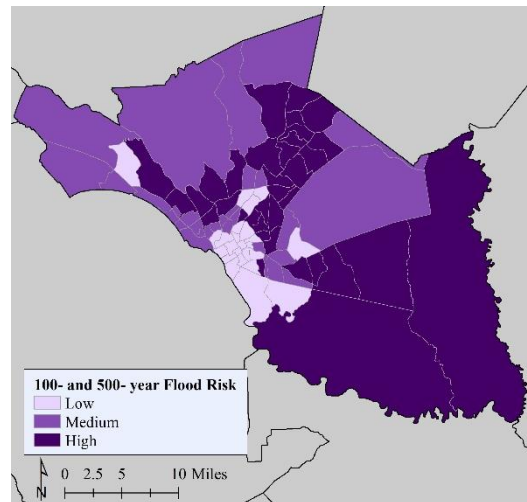 100- and 500- year Flood Risk
Low
Medium
High
N
0 2.5 5 10 Miles